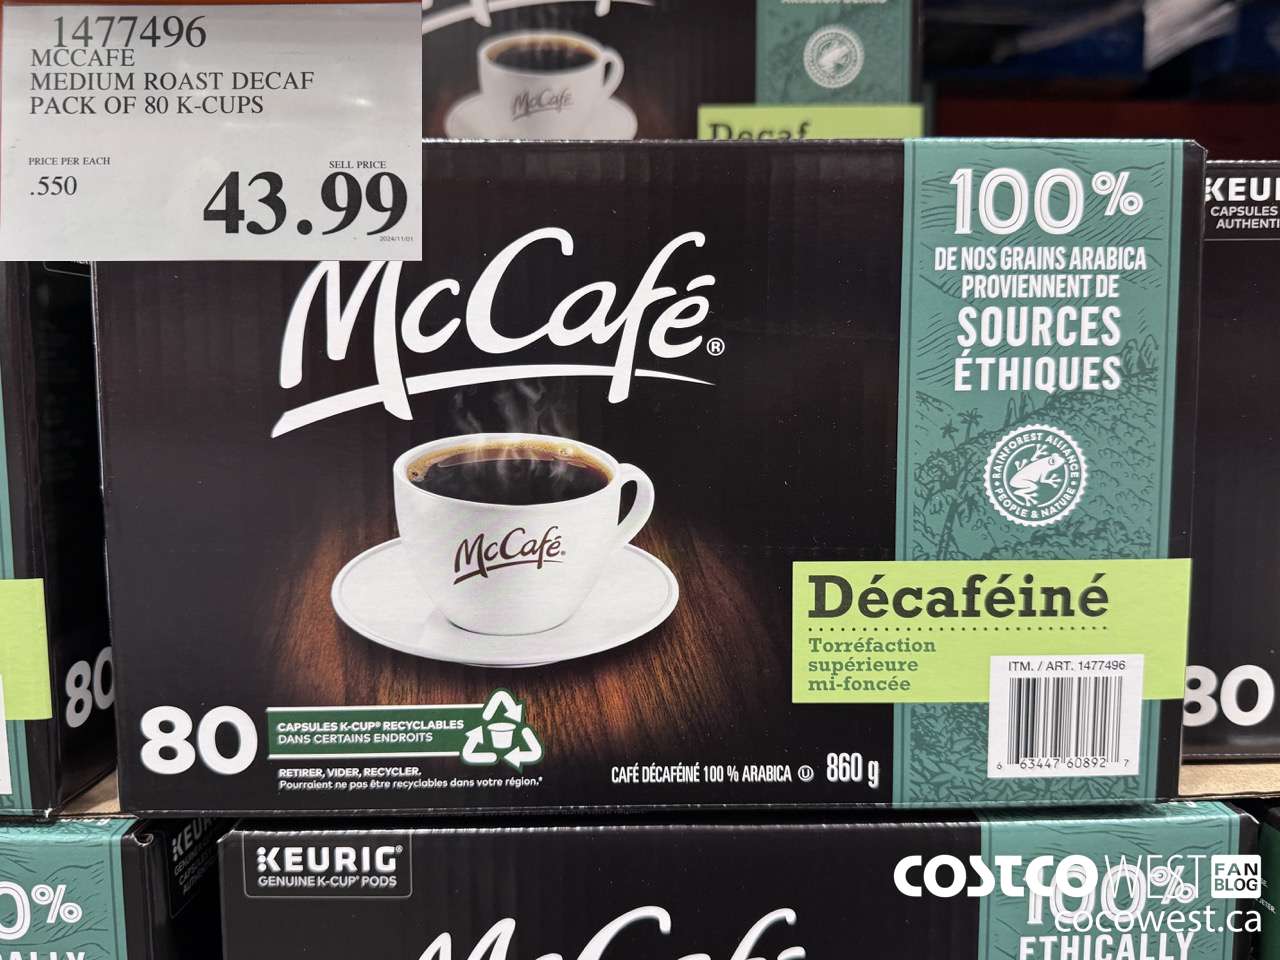 1477496
MCCAFE
MEDIUM ROAST DECAF
PACK OF 80 K-CUPS
PRICE PER EACH
.550
SELL PRICE
43.99
2024/11/01
McCafé
Decaf
McCafé®
McCafé®
100%
DE NOS GRAINS ARABICA
PROVIENNENT DE
SOURCES
ÉTHIQUES
RAINFOREST ALLIANCE
PEOPLE & NATURE
Décaféiné
Torréfaction
supérieure
mi-foncée
ITM. / ART. 1477496
6 63447 60892 7
80
CAPSULES K-CUP® RECYCLABLES
DANS CERTAINS ENDROITS
RETIRER, VIDER, RECYCLER.
Pourraient ne pas être recyclables dans votre région.*
CAFÉ DÉCAFÉINÉ 100 % ARABICA Ⓤ 860 g
80
KEURI
CAPSULES
AUTHENTI
80
KEURIG®
GENUINE K-CUP® PODS
0%
McCafé
100%
ETHICALLY
COSTCO WEST
FAN
BLOG
cocowest.ca